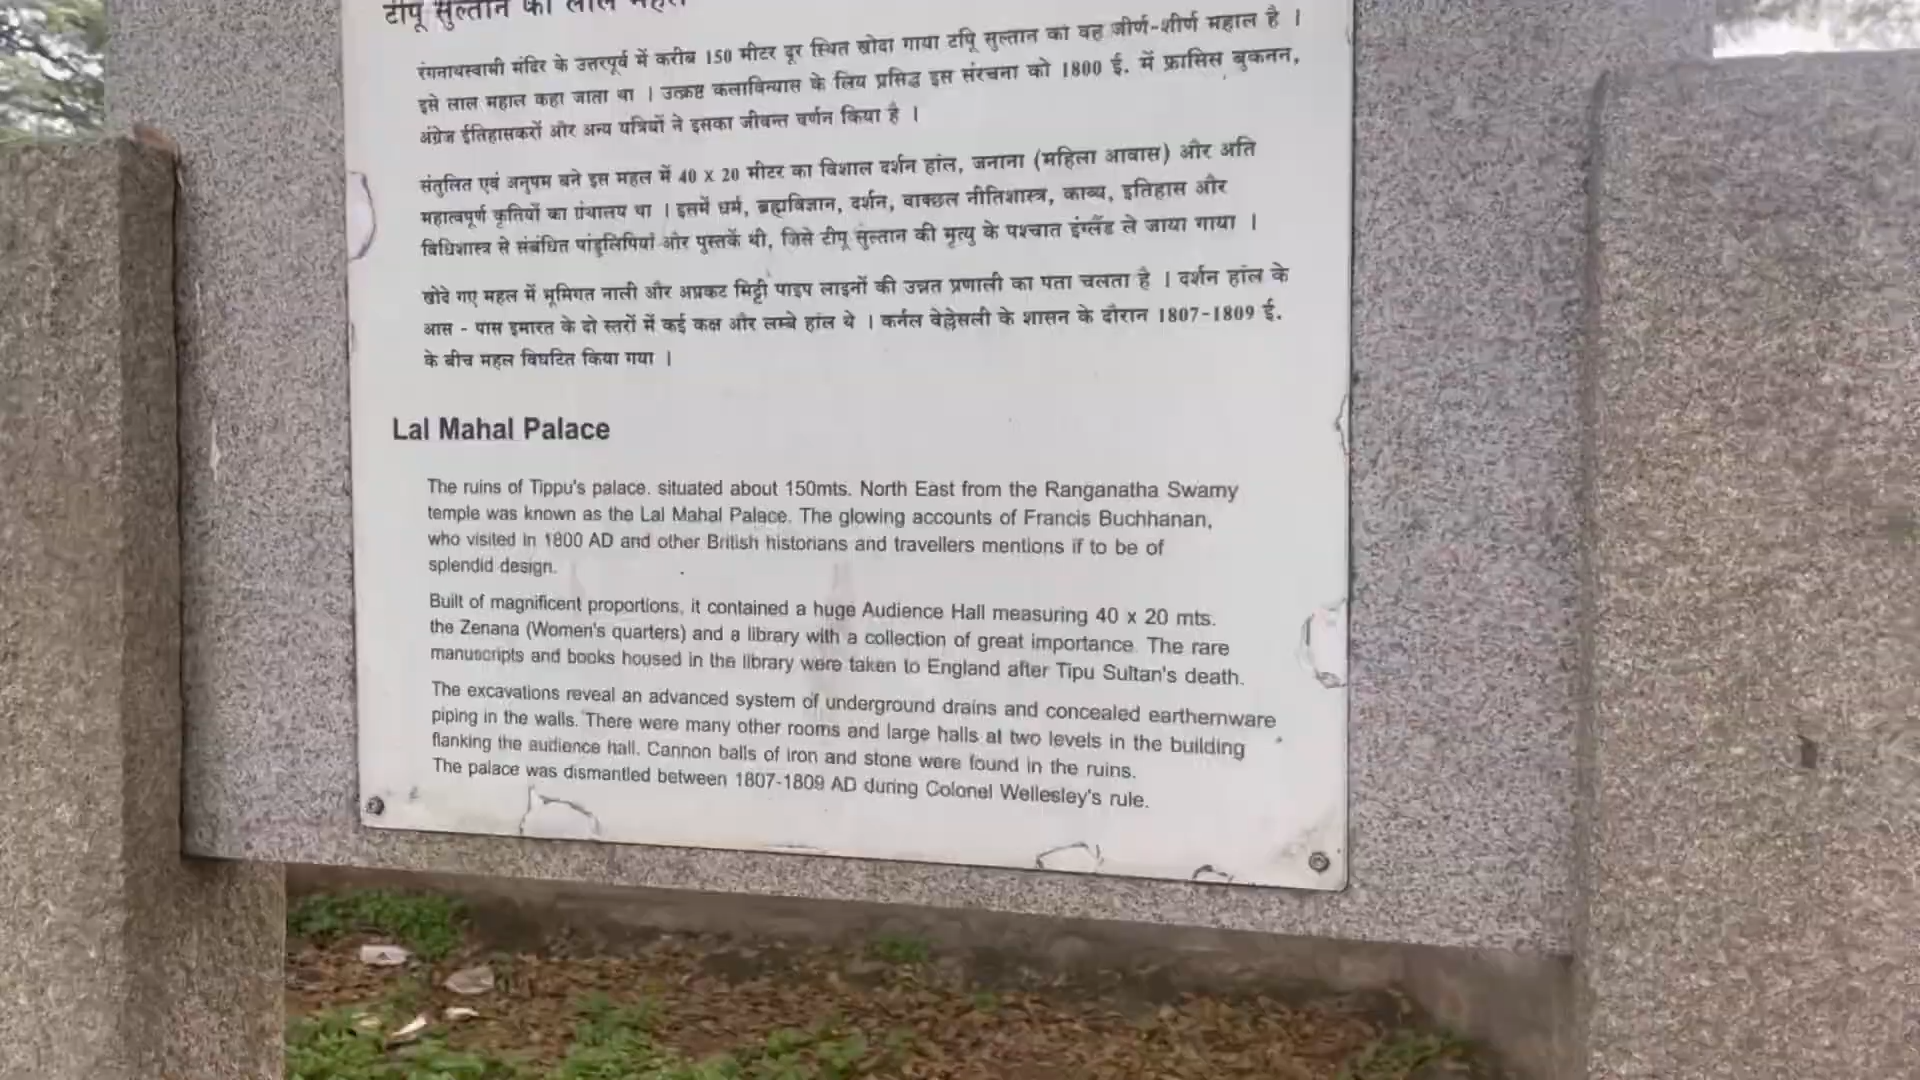 टीपू सुल्तान का लाल महल
रंगनाथस्वामी मंदिर के उत्तरपूर्व में करीब 150 मीटर दूर स्थित खोदा गया टीपू सुल्तान का यह जीर्ण-शीर्ण महाल है ।
इसे लाल महाल कहा जाता था । उत्क्रष्ट कलाविन्यास के लिय प्रसिद्ध इस संरचना को 1800 ई. में फ्रासिस बुकनन,
अंग्रेज ईतिहासकरों और अन्य यत्रियों ने इसका जीवन्त वर्णन किया है ।
संतुलित एवं अनुषम बने इस महल में 40 X 20 मीटर का विशाल दर्शन हांल, जनाना (महिला आवास) और अति
महात्वपूर्ण कृतियों का ग्रंथालय था । इसमें धर्म, ब्रह्मविज्ञान, दर्शन, वाक्छल नीतिशास्त्र, काव्य, इतिहास और
विधिशास्त्र से संबंधित पांडुलिपियां और पुस्तकें थी, जिसे टीपू सुल्तान की मृत्यु के पश्चात इंग्लैंड ले जाया गाया ।
खोदे गए महल में भूमिगत नाली और अप्रकट मिट्टी पाइप लाइनों की उन्नत प्रणाली का पता चलता है । दर्शन हांल के
आस - पास इमारत के दो स्तरों में कई कक्ष और लम्बे हांल थे । कर्नल वेल्लेसली के शासन के दौरान 1807-1809 ई.
के बीच महल विघटित किया गया ।
Lal Mahal Palace
The ruins of Tippu's palace. situated about 150mts. North East from the Ranganatha Swamy
temple was known as the Lal Mahal Palace. The glowing accounts of Francis Buchhanan,
who visited in 1800 AD and other British historians and travellers mentions if to be of
splendid design.
Built of magnificent proportions, it contained a huge Audience Hall measuring 40 x 20 mts.
the Zenana (Women's quarters) and a library with a collection of great importance. The rare
manuscripts and books housed in the library were taken to England after Tipu Sultan's death.
The excavations reveal an advanced system of underground drains and concealed earthernware
piping in the walls. There were many other rooms and large halls at two levels in the building
flanking the audience hall. Cannon balls of iron and stone were found in the ruins.
The palace was dismantled between 1807-1809 AD during Colonel Wellesley's rule.